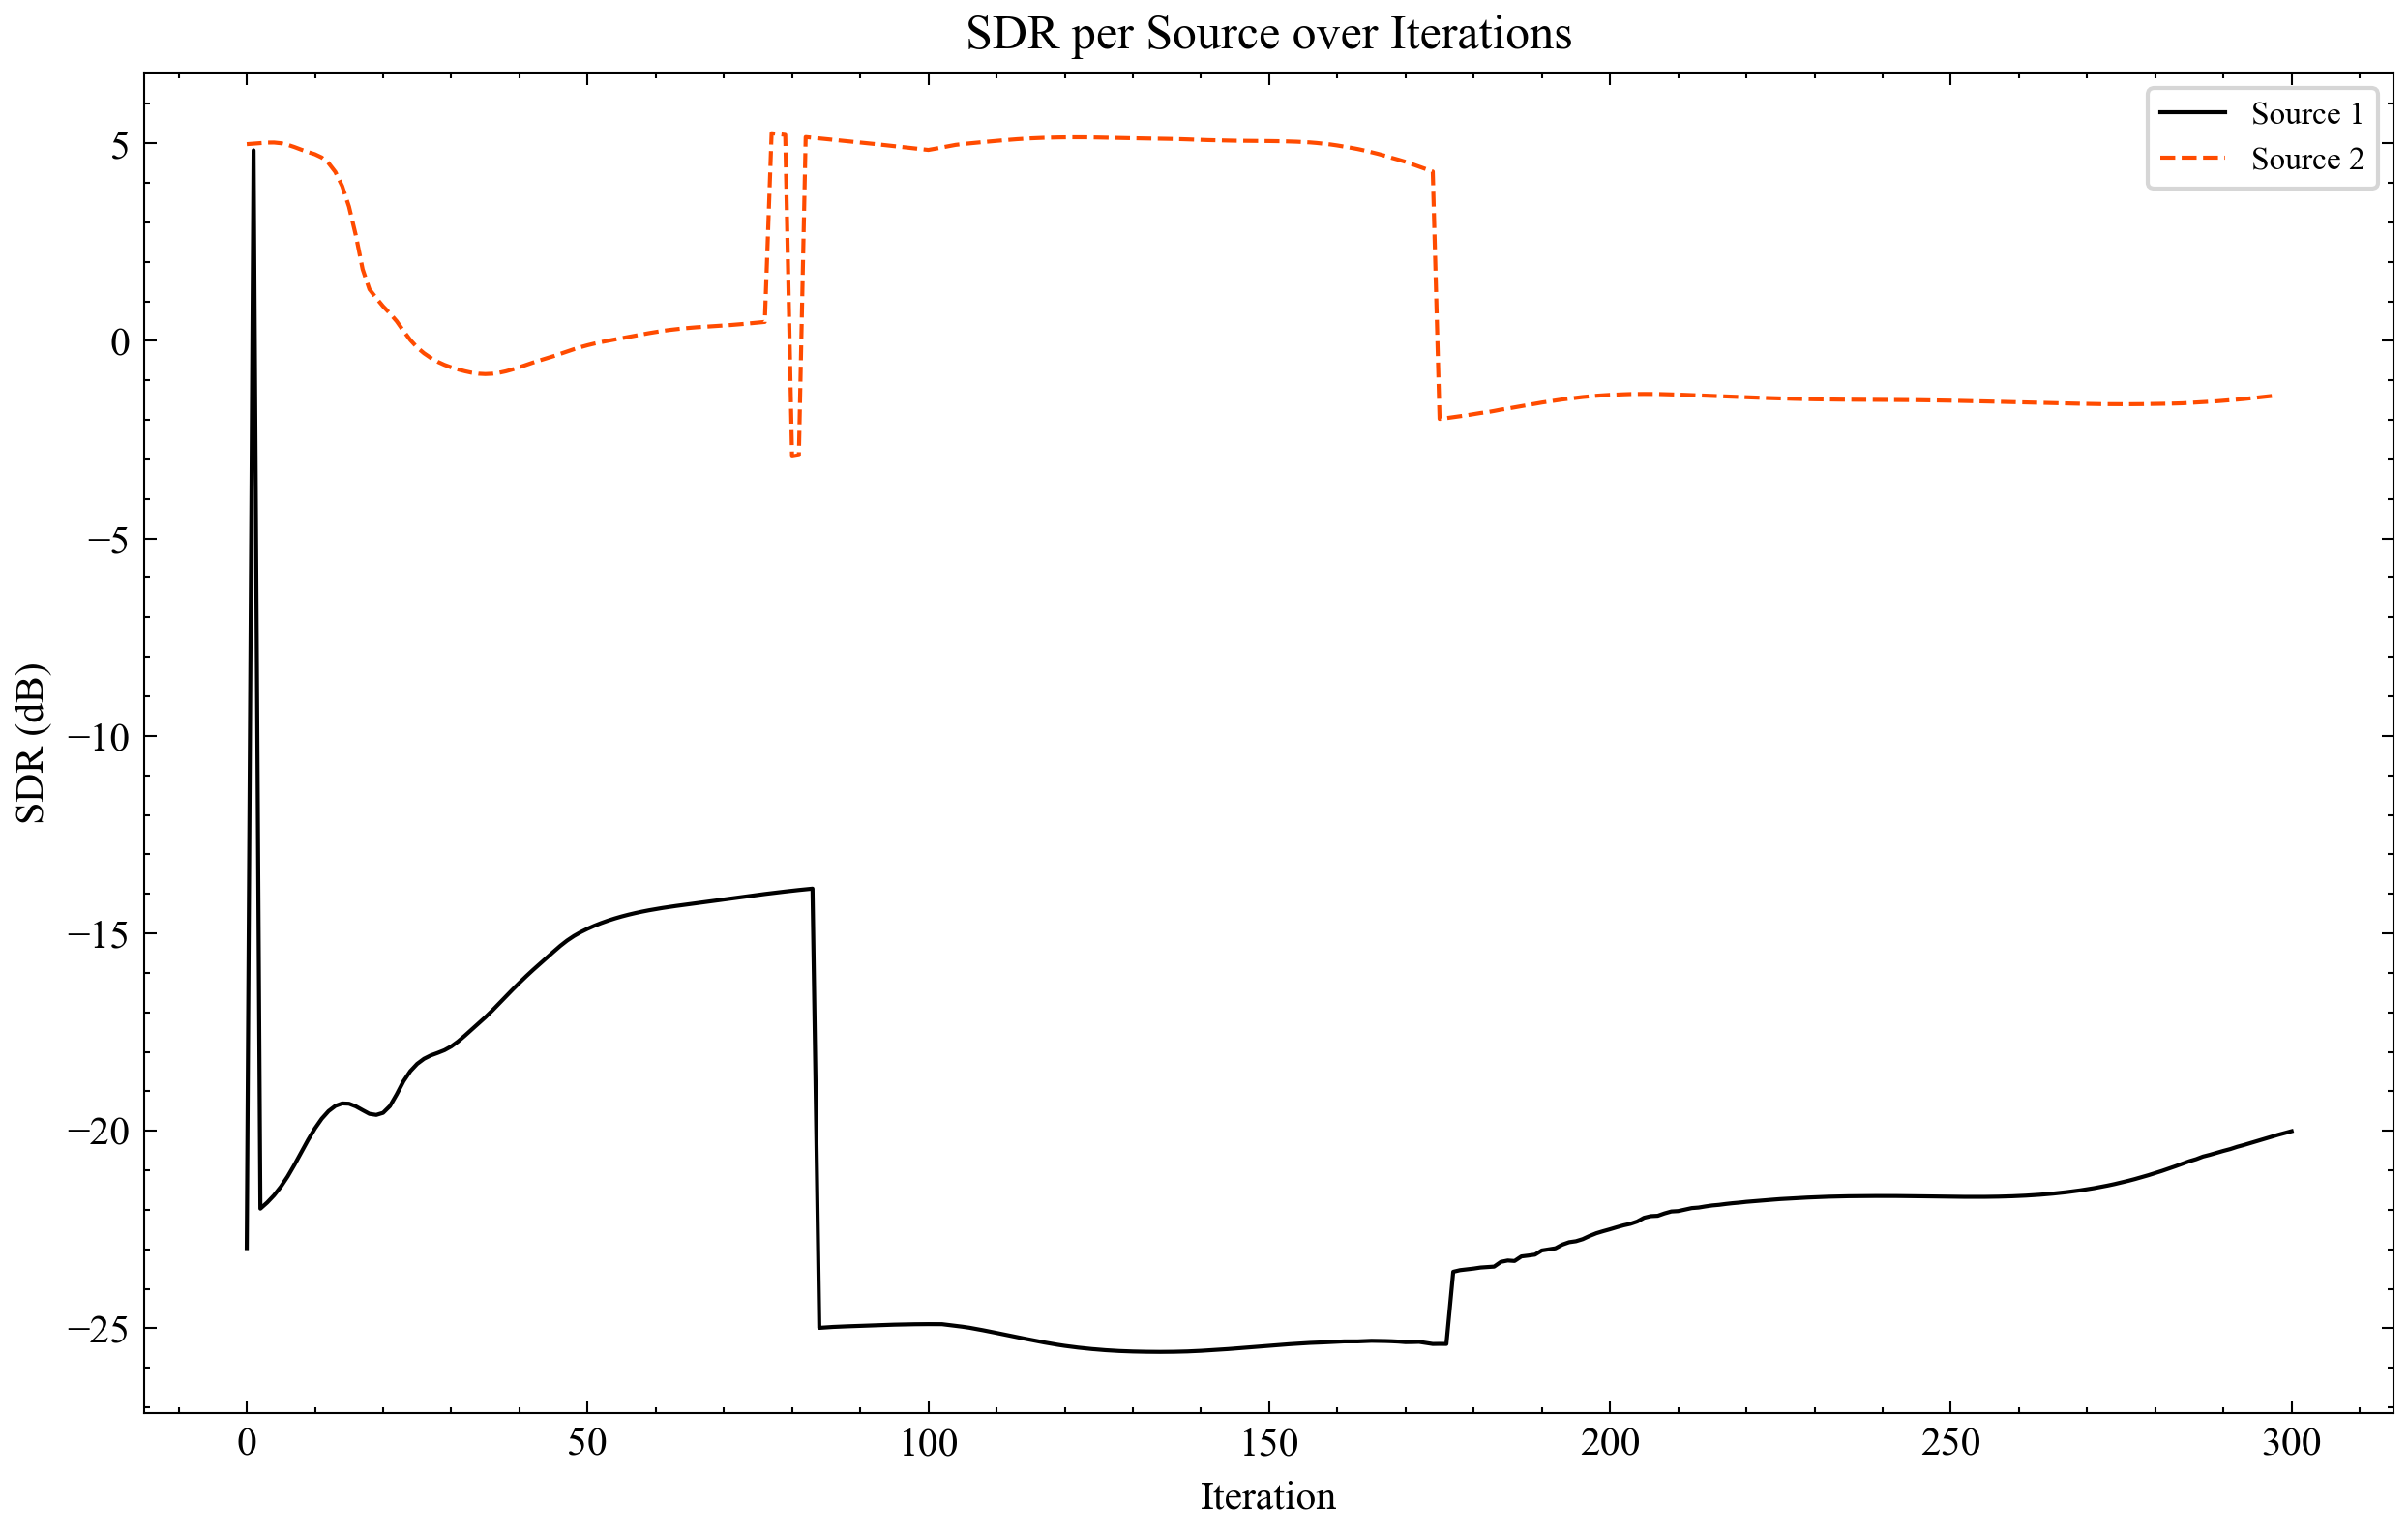 SDR per Source over Iterations
Source 1
Source 2
SDR (dB)
5
0
−5
−10
−15
−20
−25
0 50 100 150 200 250 300
Iteration